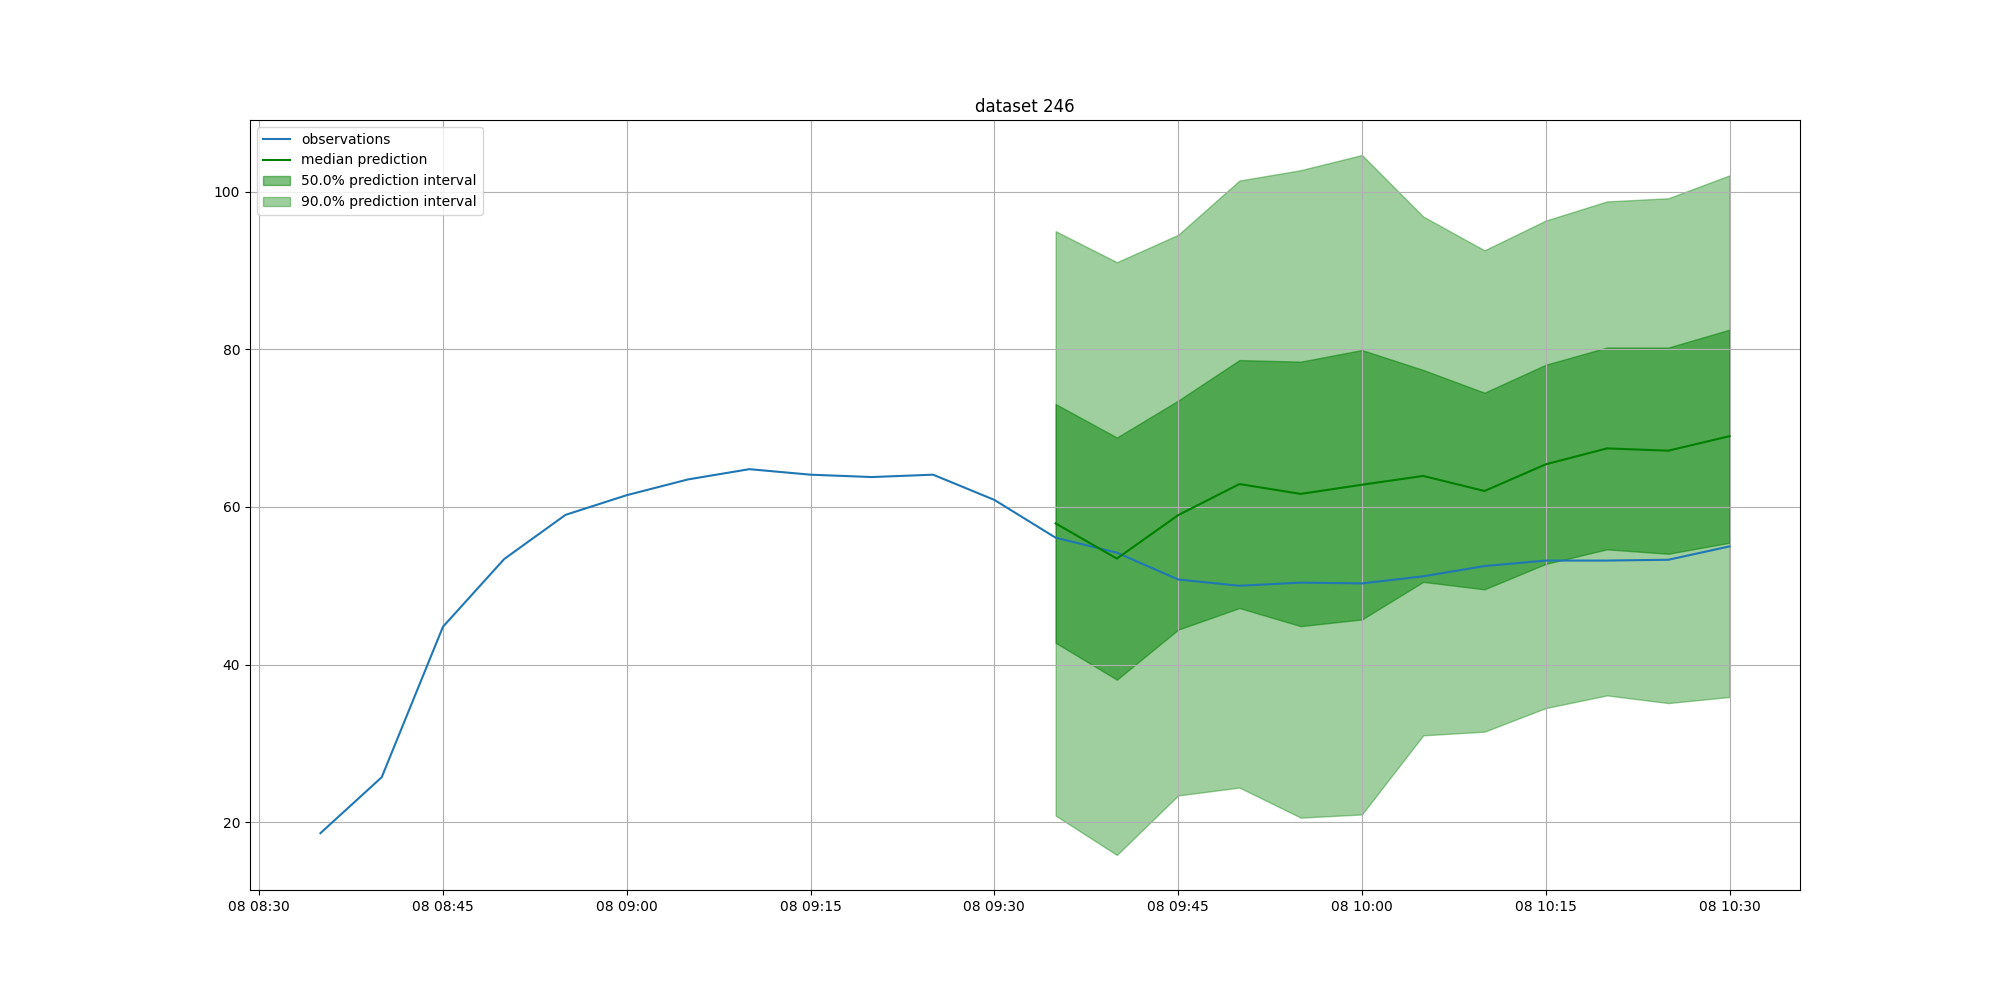 dataset 246
observations
median prediction
50.0% prediction interval
90.0% prediction interval
100
80
60
40
20
08 08:30 08 08:45 08 09:00 08 09:15 08 09:30 08 09:45 08 10:00 08 10:15 08 10:30